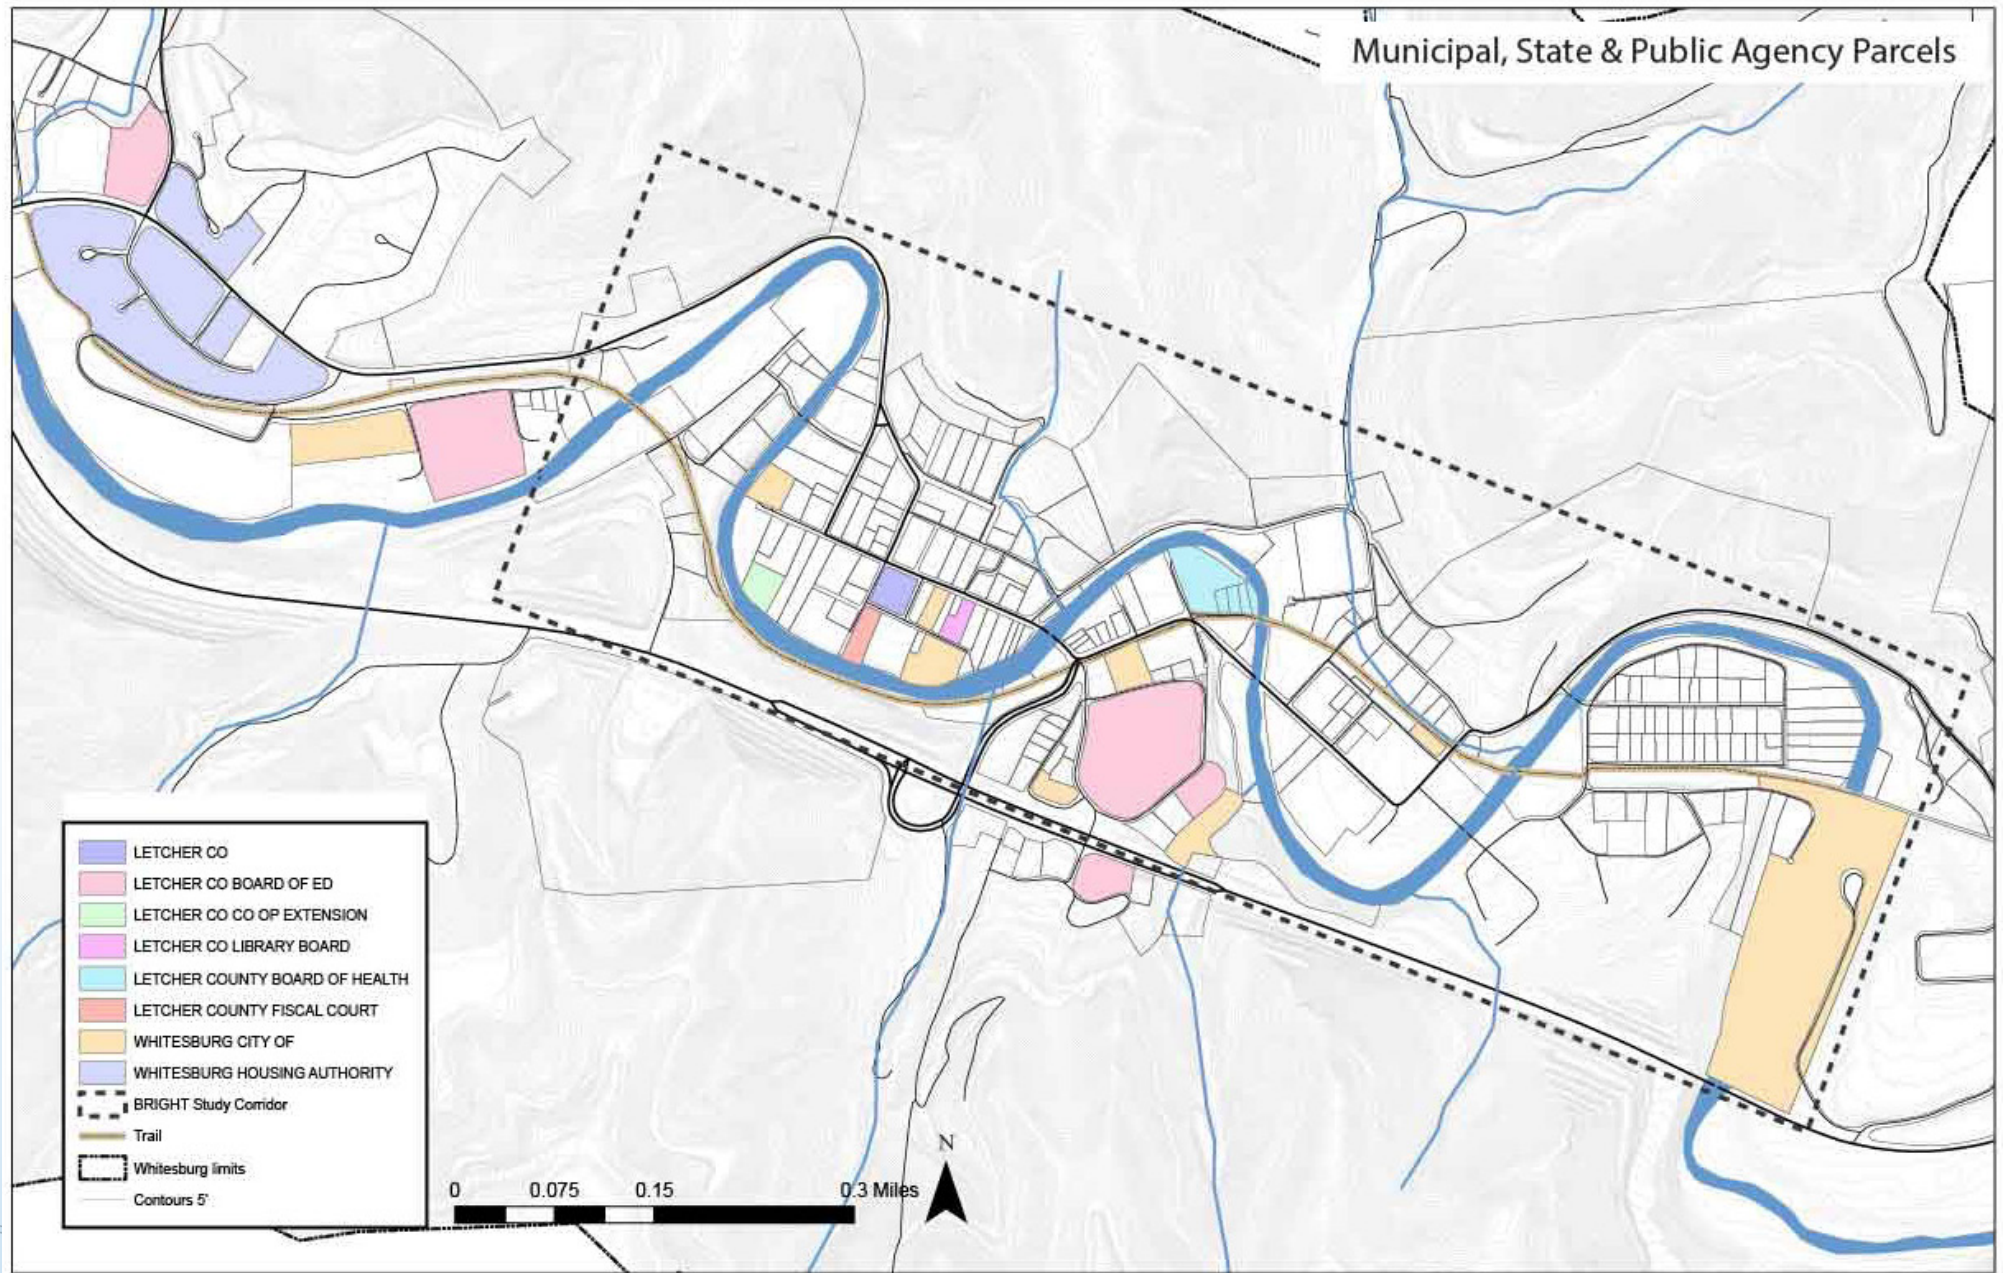 Municipal, State & Public Agency Parcels
LETCHER CO
LETCHER CO BOARD OF ED
LETCHER CO CO OP EXTENSION
LETCHER CO LIBRARY BOARD
LETCHER COUNTY BOARD OF HEALTH
LETCHER COUNTY FISCAL COURT
WHITESBURG CITY OF
WHITESBURG HOUSING AUTHORITY
BRIGHT Study Corridor
Trail
Whitesburg limits
Contours 5'
N
0 0.075 0.15 0.3 Miles